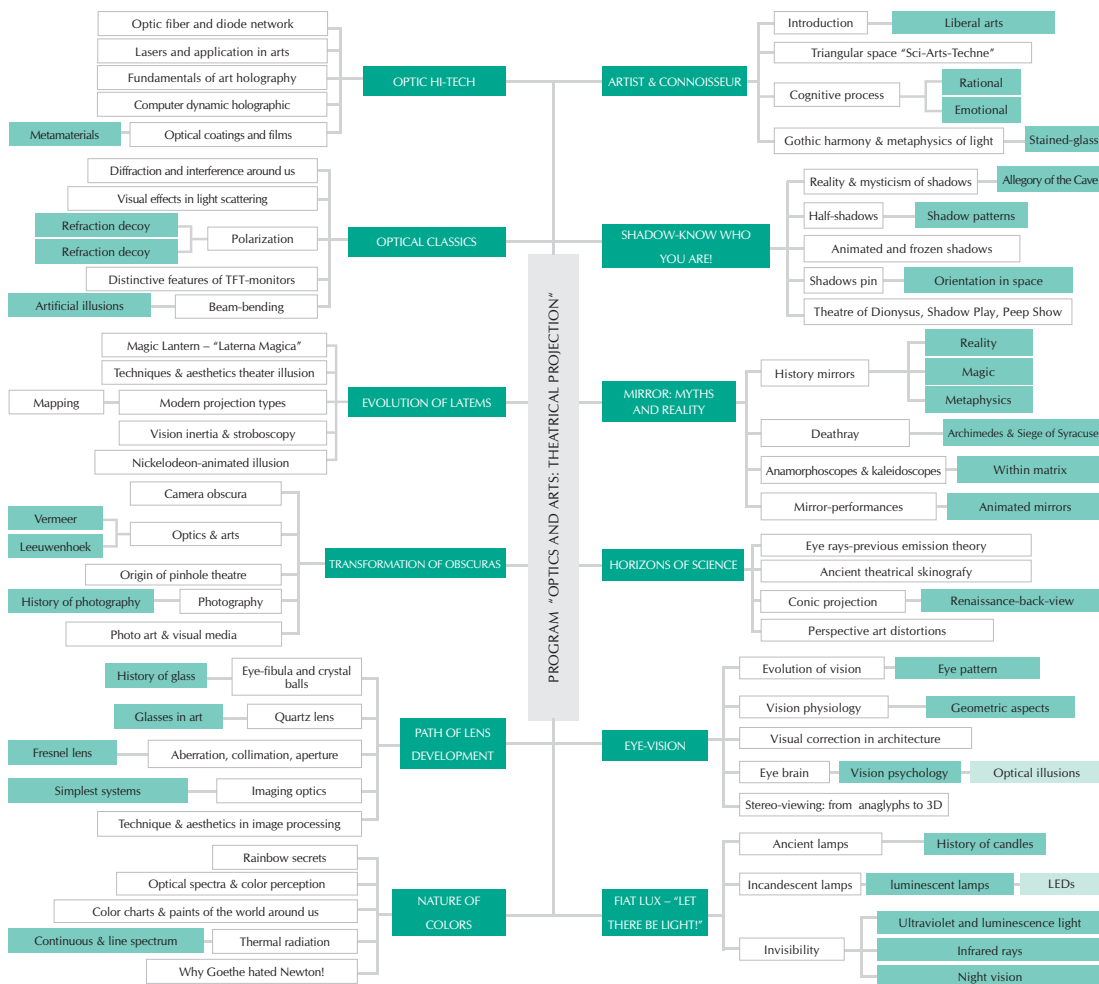 Optic fiber and diode network
Lasers and application in arts
Fundamentals of art holography
Computer dynamic holographic
Metamaterials
Optical coatings and films
OPTIC HI-TECH
Diffraction and interference around us
Visual effects in light scattering
Refraction decoy
Refraction decoy
Polarization
Distinctive features of TFT-monitors
Artificial illusions
Beam-bending
OPTICAL CLASSICS
Magic Lantern – “Laterna Magica”
Techniques & aesthetics theater illusion
Mapping
Modern projection types
Vision inertia & stroboscopy
Nickelodeon-animated illusion
EVOLUTION OF LATEMS
Camera obscura
Vermeer
Leeuwenhoek
Optics & arts
Origin of pinhole theatre
History of photography
Photography
Photo art & visual media
TRANSFORMATION OF OBSCURAS
History of glass
Eye-fibula and crystal
balls
Glasses in art
Quartz lens
Fresnel lens
Aberration, collimation, aperture
Simplest systems
Imaging optics
Technique & aesthetics in image processing
PATH OF LENS
DEVELOPMENT
Rainbow secrets
Optical spectra & color perception
Color charts & paints of the world around us
Continuous & line spectrum
Thermal radiation
Why Goethe hated Newton!
NATURE OF
COLORS
PROGRAM “OPTICS AND ARTS: THEATRICAL PROJECTION“
ARTIST & CONNOISSEUR
Introduction
Liberal arts
Triangular space “Sci-Arts-Techne”
Cognitive process
Rational
Emotional
Gothic harmony & metaphysics of light
Stained-glass
SHADOW-KNOW WHO
YOU ARE!
Reality & mysticism of shadows
Allegory of the Cave
Half-shadows
Shadow patterns
Animated and frozen shadows
Shadows pin
Orientation in space
Theatre of Dionysus, Shadow Play, Peep Show
MIRROR: MYTHS
AND REALITY
History mirrors
Reality
Magic
Metaphysics
Deathray
Archimedes & Siege of Syracuse
Anamorphoscopes & kaleidoscopes
Within matrix
Mirror-performances
Animated mirrors
HORIZONS OF SCIENCE
Eye rays-previous emission theory
Ancient theatrical skinografy
Conic projection
Renaissance-back-view
Perspective art distortions
EYE-VISION
Evolution of vision
Eye pattern
Vision physiology
Geometric aspects
Visual correction in architecture
Eye brain
Vision psychology
Optical illusions
Stereo-viewing: from anaglyphs to 3D
FIAT LUX – “LET
THERE BE LIGHT!”
Ancient lamps
History of candles
Incandescent lamps
luminescent lamps
LEDs
Invisibility
Ultraviolet and luminescence light
Infrared rays
Night vision